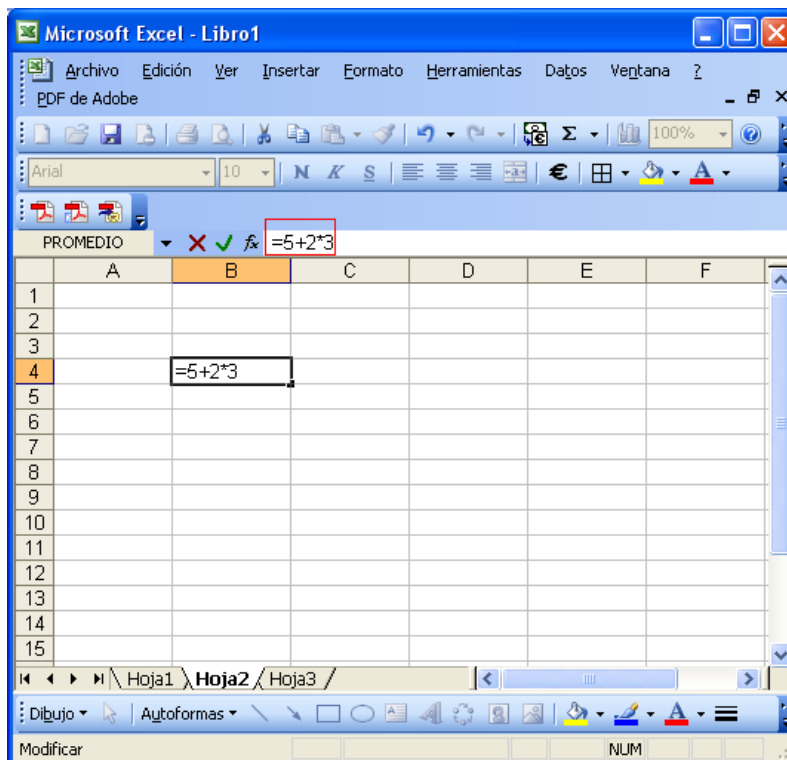 Microsoft Excel - Libro1
Archivo Edición Ver Insertar Formato Herramientas Datos Ventana ?
PDF de Adobe
100%
Arial 10 N K S €
PROMEDIO fx =5+2*3
A B C D E F
1
2
3
4 =5+2*3
5
6
7
8
9
10
11
12
13
14
15
Hoja1 Hoja2 Hoja3
Dibujo Autoformas
Modificar NUM